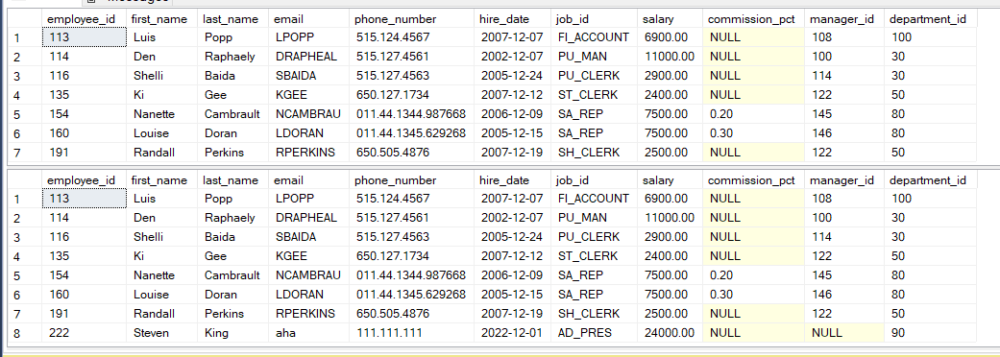 employee_id first_name last_name email phone_number hire_date job_id salary commission_pct manager_id department_id
1 113 Luis Popp LPOPP 515.124.4567 2007-12-07 FI_ACCOUNT 6900.00 NULL 108 100
2 114 Den Raphaely DRAPHEAL 515.127.4561 2002-12-07 PU_MAN 11000.00 NULL 100 30
3 116 Shelli Baida SBAIDA 515.127.4563 2005-12-24 PU_CLERK 2900.00 NULL 114 30
4 135 Ki Gee KGEE 650.127.1734 2007-12-12 ST_CLERK 2400.00 NULL 122 50
5 154 Nanette Cambrault NCAMBRAU 011.44.1344.987668 2006-12-09 SA_REP 7500.00 0.20 145 80
6 160 Louise Doran LDORAN 011.44.1345.629268 2005-12-15 SA_REP 7500.00 0.30 146 80
7 191 Randall Perkins RPERKINS 650.505.4876 2007-12-19 SH_CLERK 2500.00 NULL 122 50
employee_id first_name last_name email phone_number hire_date job_id salary commission_pct manager_id department_id
1 113 Luis Popp LPOPP 515.124.4567 2007-12-07 FI_ACCOUNT 6900.00 NULL 108 100
2 114 Den Raphaely DRAPHEAL 515.127.4561 2002-12-07 PU_MAN 11000.00 NULL 100 30
3 116 Shelli Baida SBAIDA 515.127.4563 2005-12-24 PU_CLERK 2900.00 NULL 114 30
4 135 Ki Gee KGEE 650.127.1734 2007-12-12 ST_CLERK 2400.00 NULL 122 50
5 154 Nanette Cambrault NCAMBRAU 011.44.1344.987668 2006-12-09 SA_REP 7500.00 0.20 145 80
6 160 Louise Doran LDORAN 011.44.1345.629268 2005-12-15 SA_REP 7500.00 0.30 146 80
7 191 Randall Perkins RPERKINS 650.505.4876 2007-12-19 SH_CLERK 2500.00 NULL 122 50
8 222 Steven King aha 111.111.111 2022-12-01 AD_PRES 24000.00 NULL NULL 90